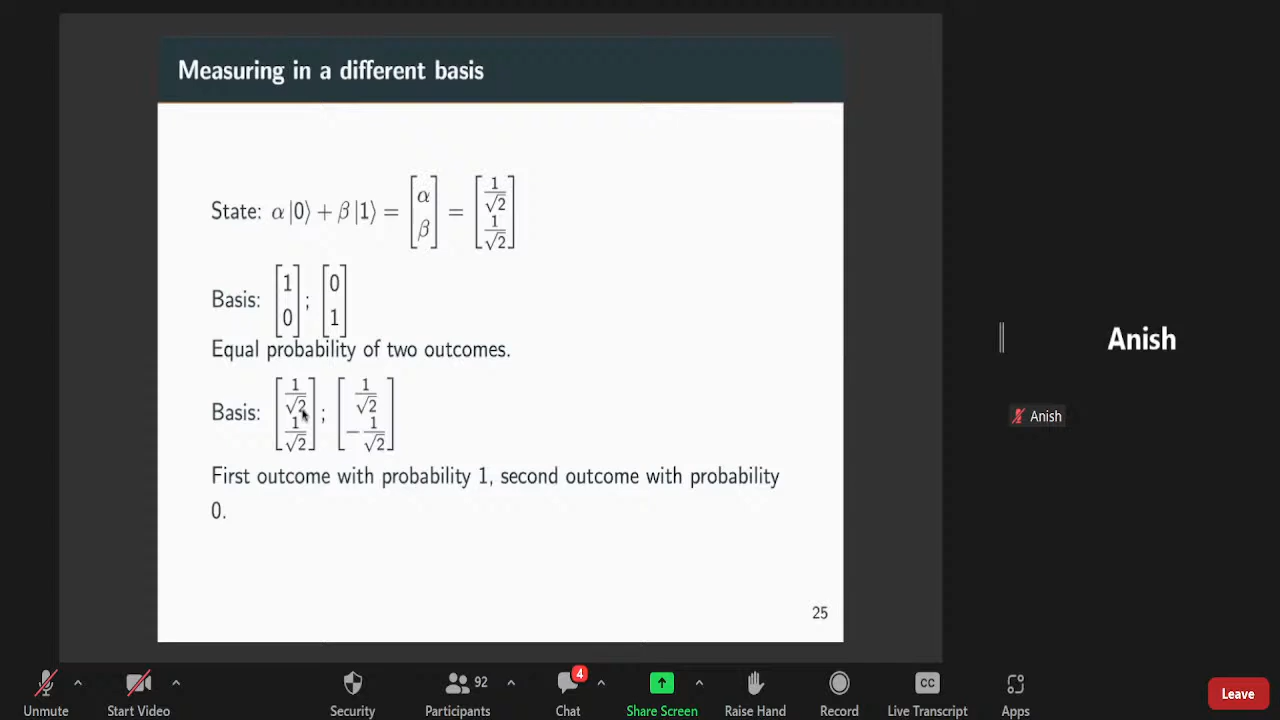 Measuring in a different basis
State: α|0⟩ + β|1⟩ = [α β] = [1/√2 1/√2]
Basis: [1 0] ; [0 1]
Equal probability of two outcomes.
Basis: [1/√2 1/√2] ; [1/√2 −1/√2]
First outcome with probability 1, second outcome with probability
0.
25
Anish
Anish
4
92
CC
Unmute
Start Video
Security
Participants
Chat
Share Screen
Raise Hand
Record
Live Transcript
Apps
Leave